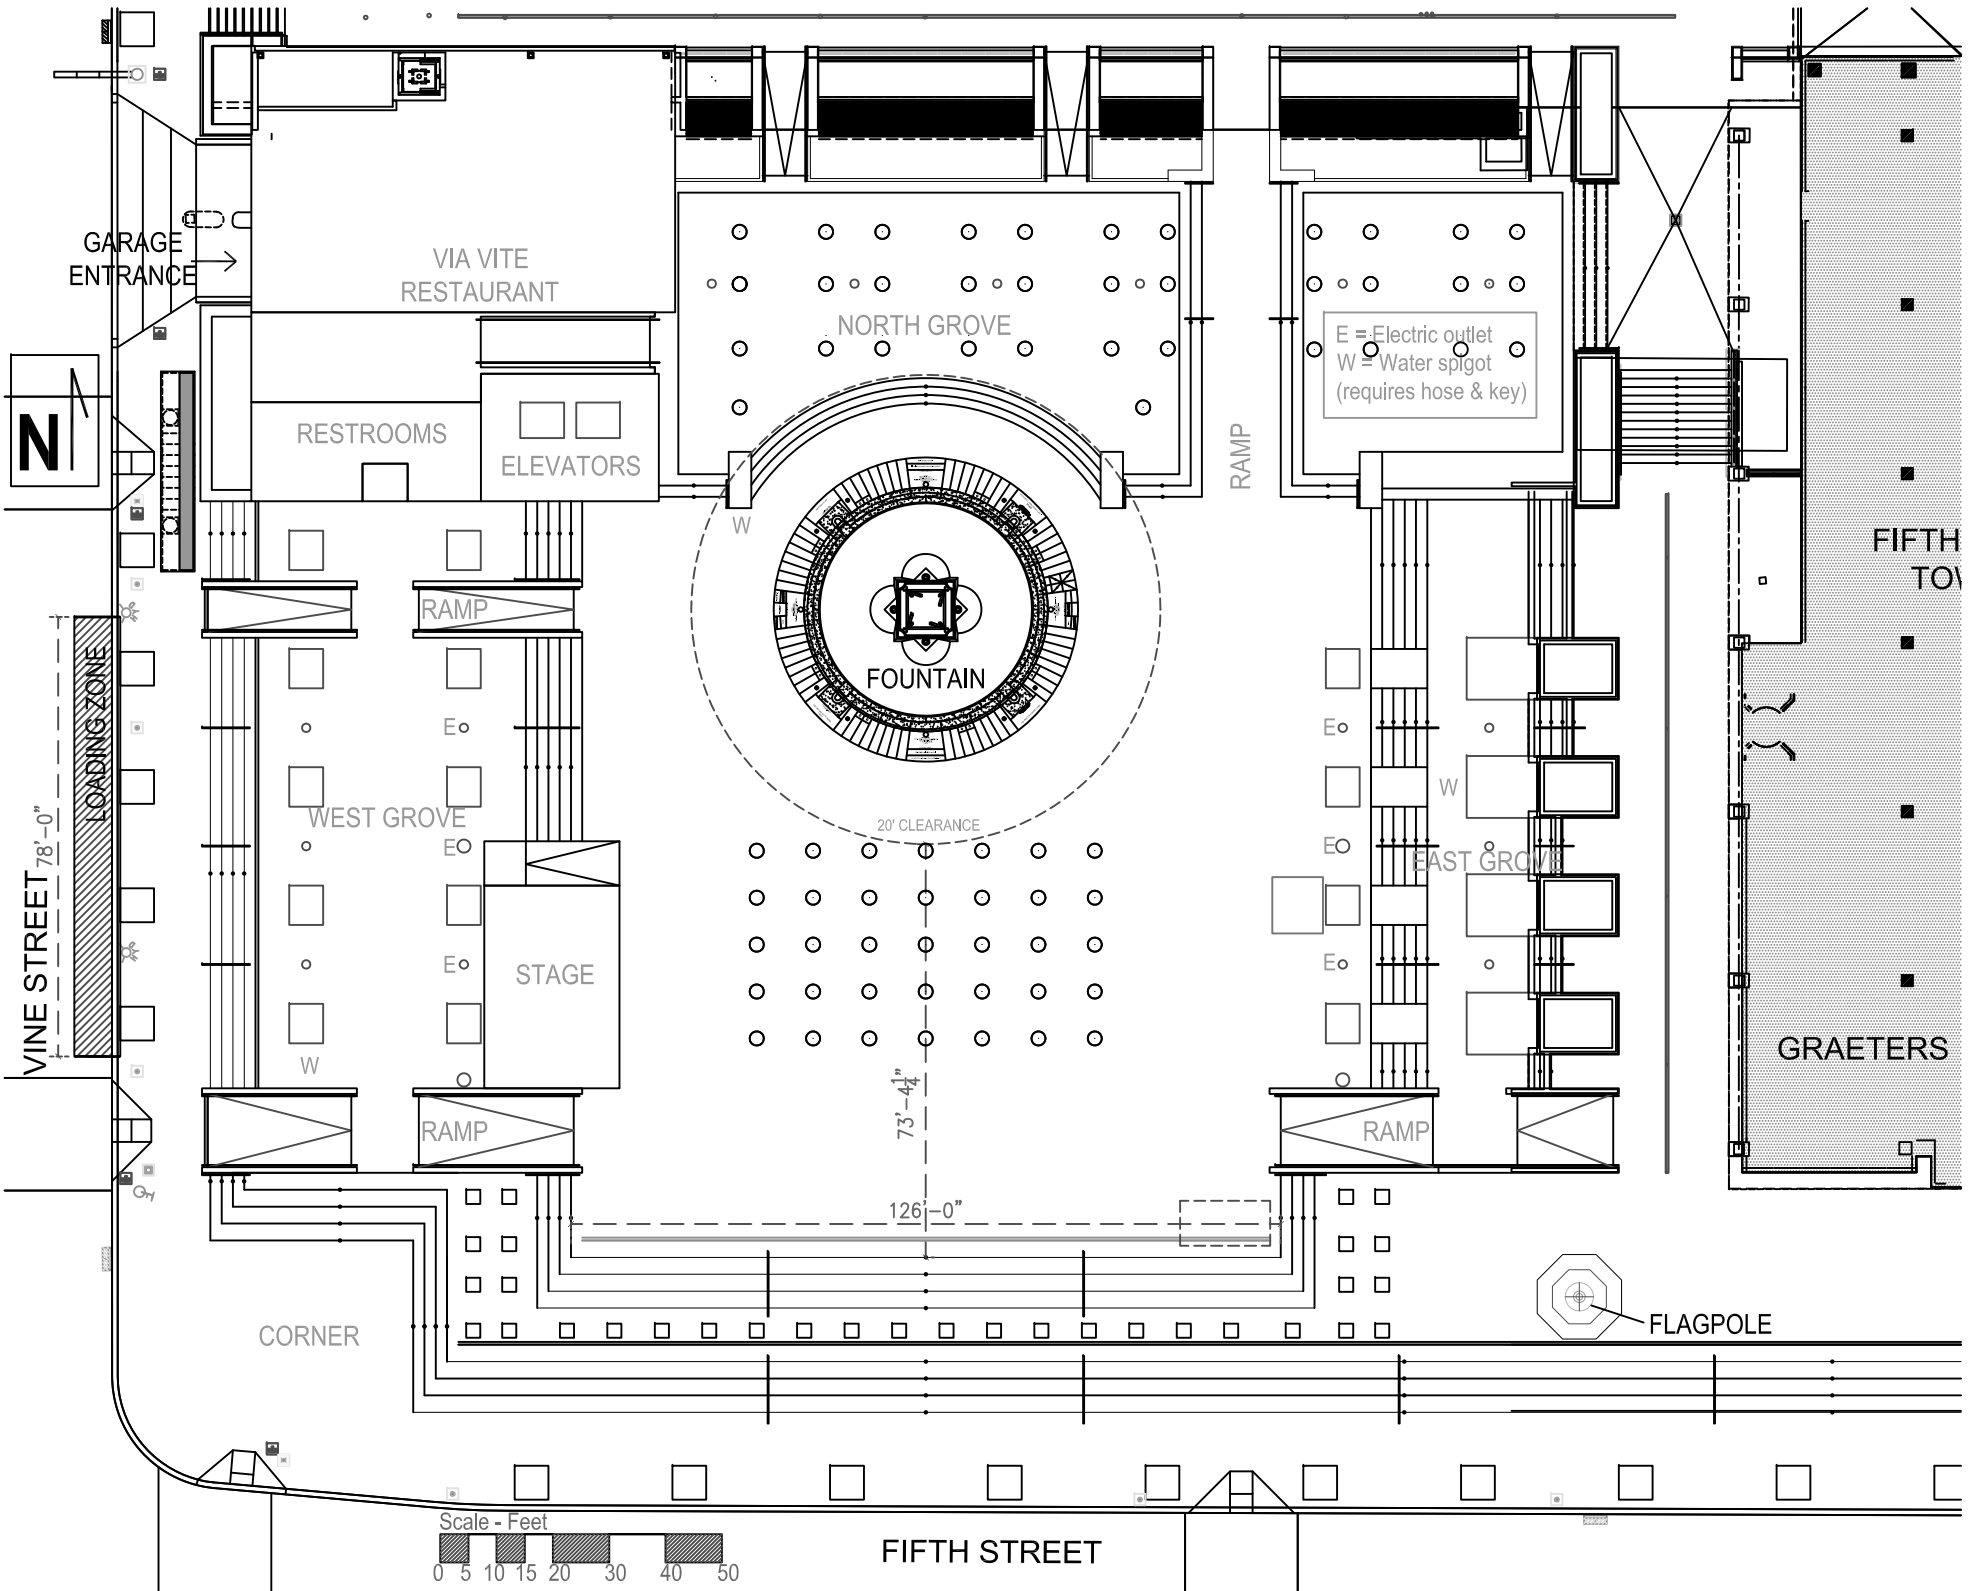 GARAGE
ENTRANCE
VIA VITE
RESTAURANT
NORTH GROVE
E = Electric outlet
W = Water spigot
(requires hose & key)
N
RESTROOMS
ELEVATORS
RAMP
W
FIFTH
TOW
RAMP
LOADING ZONE
FOUNTAIN
E
E
78'-0"
WEST GROVE
W
20' CLEARANCE
E
E
EAST GROVE
VINE STREET
STAGE
E
E
W
GRAETERS
73'-4 1/4"
RAMP
RAMP
126'-0"
CORNER
FLAGPOLE
Scale - Feet
0 5 10 15 20 30 40 50
FIFTH STREET